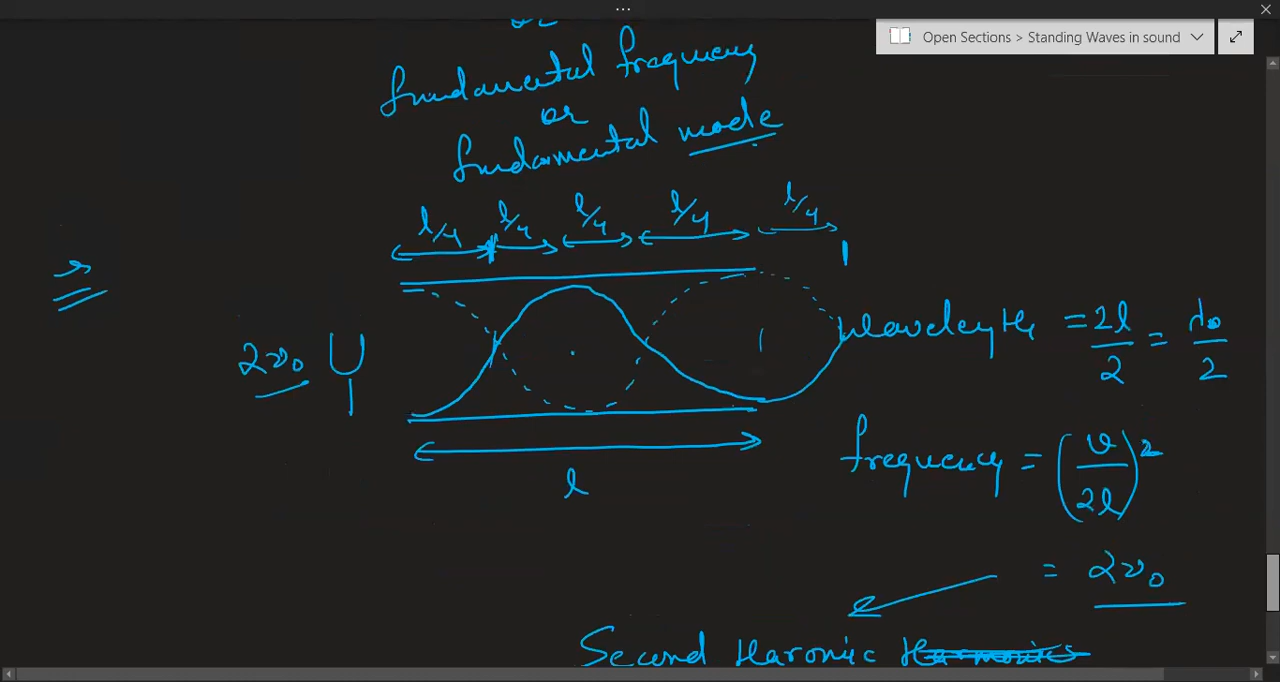 ...
Open Sections > Standing Waves in sound
fundamental frequency
or
fundamental mode
l/4 l/4 l/4 l/4 l/4
2ν₀
wavelength = 2l/2 = λ₀/2
frequency = (v/2l)2
l
= 2ν₀
Second Haronic